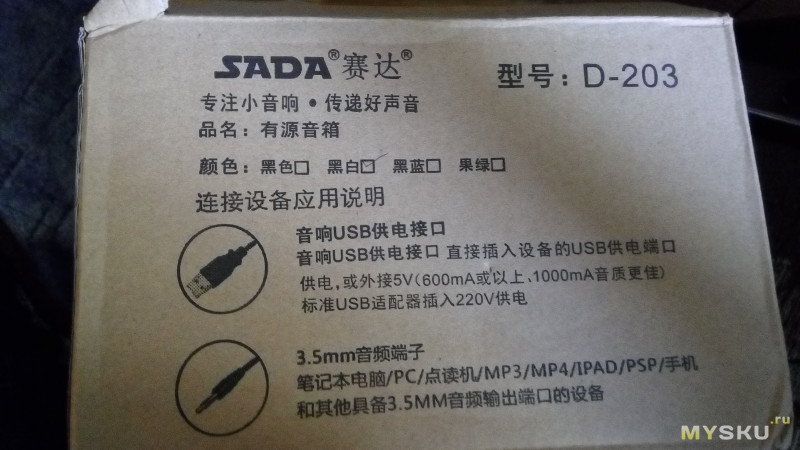 SADA®赛达®
型号：D-203
专注小音响•传递好声音
品名：有源音箱
颜色：黑色□ 黑白□ 黑蓝□ 果绿□
连接设备应用说明
音响USB供电接口
音响USB供电接口 直接插入设备的USB供电端口
供电，或外接5V(600mA或以上、1000mA音质更佳)
标准USB适配器插入220V供电
3.5mm音频端子
笔记本电脑/PC/点读机/MP3/MP4/IPAD/PSP/手机
和其他具备3.5MM音频输出端口的设备
MYSKU.ru